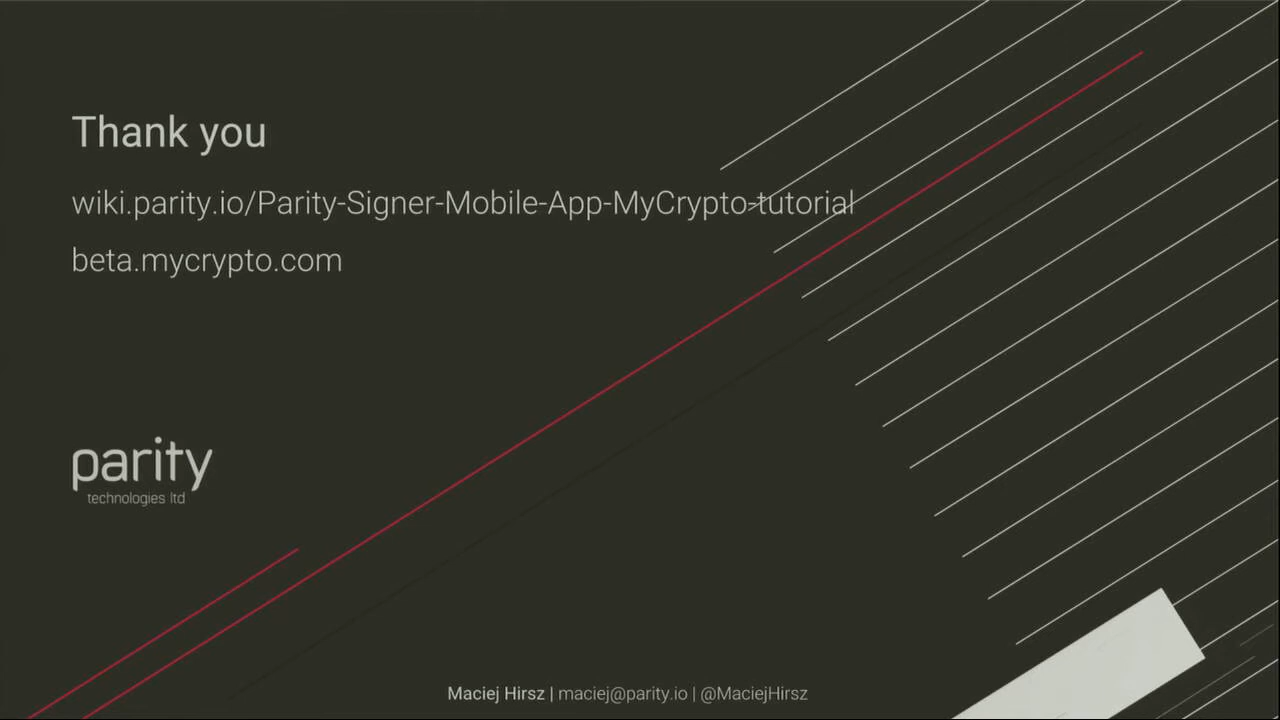 Thank you
wiki.parity.io/Parity-Signer-Mobile-App-MyCrypto-tutorial
beta.mycrypto.com
parity
technologies ltd
Maciej Hirsz | maciej@parity.io | @MaciejHirsz